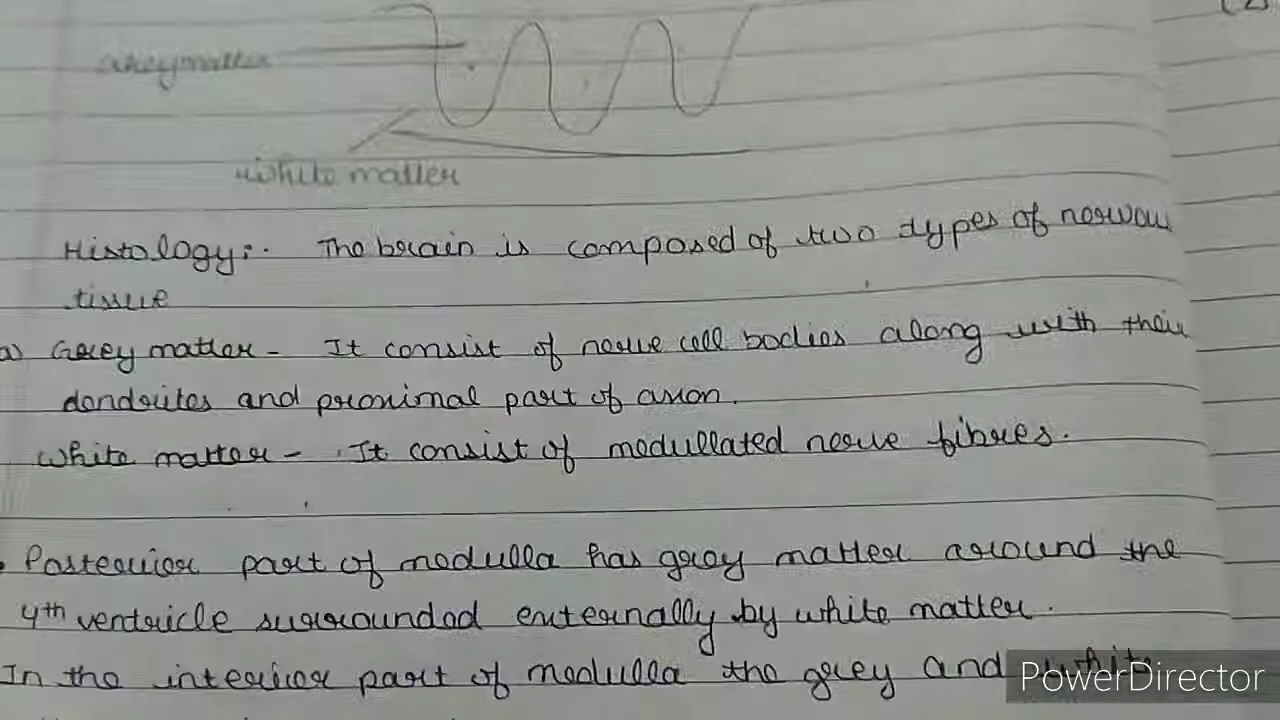 (2)
Greymatter
white matter
Histology:- The brain is composed of two types of nervous
tissue
a) Grey matter - It consist of nerve cell bodies along with their
dendrites and proximal part of axon.
White matter - It consist of medullated nerve fibres.
• Posterior part of medulla has grey matter around the
4th ventricle surrounded externally by white matter.
In the interior part of medulla the grey and white
PowerDirector